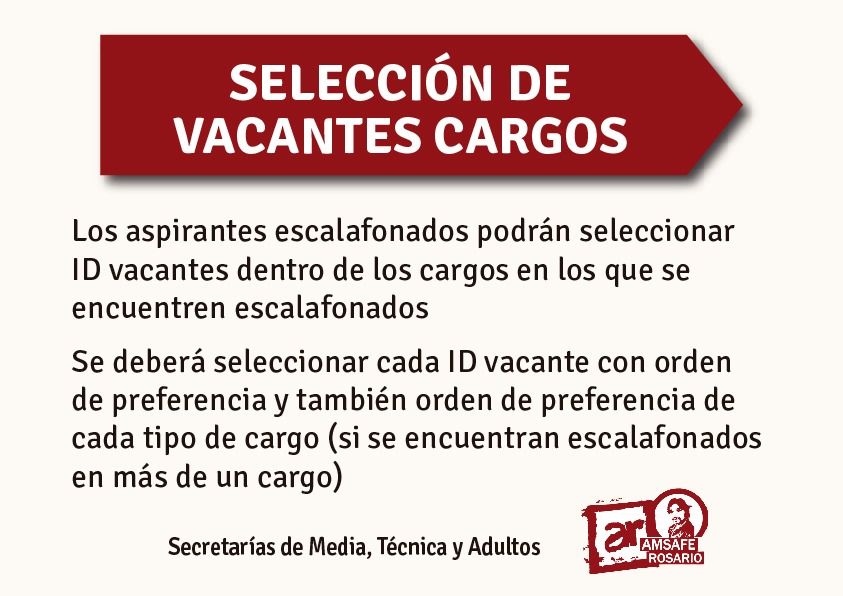 SELECCIÓN DE
VACANTES CARGOS
Los aspirantes escalafonados podrán seleccionar
ID vacantes dentro de los cargos en los que se
encuentren escalafonados
Se deberá seleccionar cada ID vacante con orden
de preferencia y también orden de preferencia de
cada tipo de cargo (si se encuentran escalafonados
en más de un cargo)
Secretarías de Media, Técnica y Adultos
ar
AMSAFE
ROSARIO